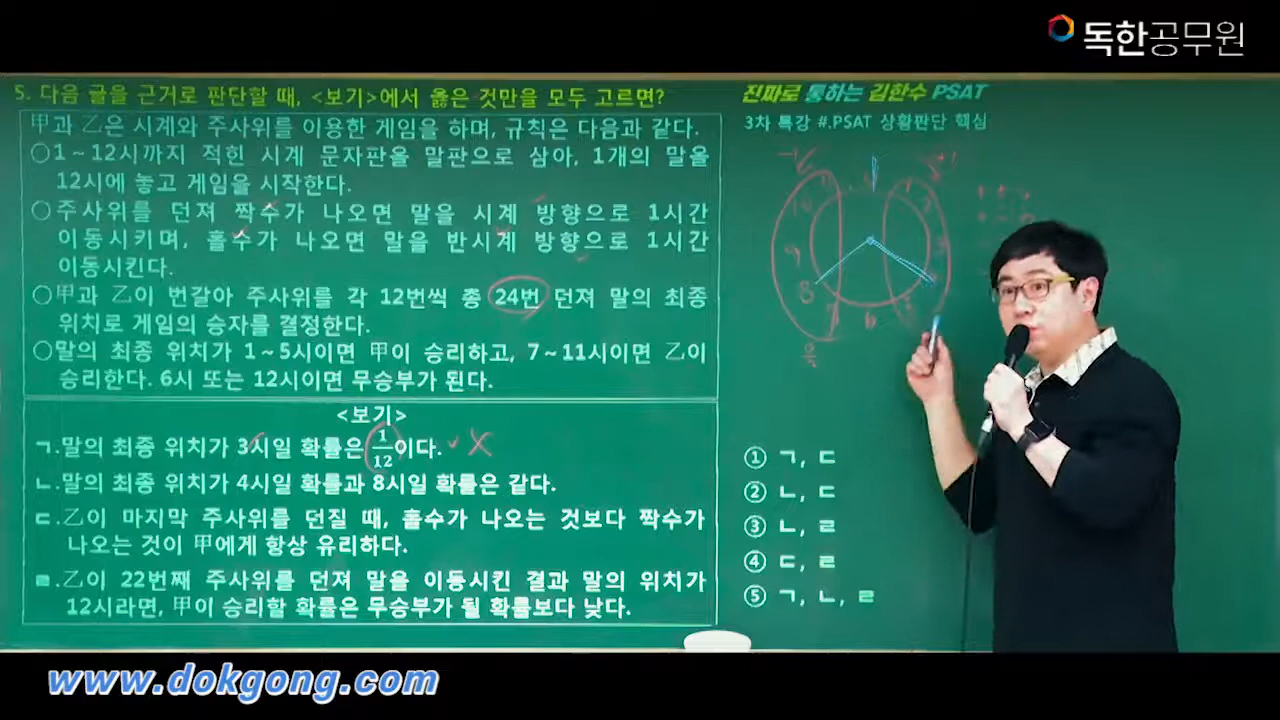 독한공무원
5. 다음 글을 근거로 판단할 때, <보기>에서 옳은 것만을 모두 고르면?
甲과 乙은 시계와 주사위를 이용한 게임을 하며, 규칙은 다음과 같다.
○1~12시까지 적힌 시계 문자판을 말판으로 삼아, 1개의 말을
12시에 놓고 게임을 시작한다.
○주사위를 던져 짝수가 나오면 말을 시계 방향으로 1시간
이동시키며, 홀수가 나오면 말을 반시계 방향으로 1시간
이동시킨다.
○甲과 乙이 번갈아 주사위를 각 12번씩 총 24번 던져 말의 최종
위치로 게임의 승자를 결정한다.
○말의 최종 위치가 1~5시이면 甲이 승리하고, 7~11시이면 乙이
승리한다. 6시 또는 12시이면 무승부가 된다.
<보기>
ㄱ.말의 최종 위치가 3시일 확률은 1/12이다. X
ㄴ.말의 최종 위치가 4시일 확률과 8시일 확률은 같다.
ㄷ.乙이 마지막 주사위를 던질 때, 홀수가 나오는 것보다 짝수가
나오는 것이 甲에게 항상 유리하다.
ㄹ.乙이 22번째 주사위를 던져 말을 이동시킨 결과 말의 위치가
12시라면, 甲이 승리할 확률은 무승부가 될 확률보다 낮다.
진짜로 통하는 김한수 PSAT
3차 특강 #.PSAT 상황판단 핵심
9
8
6
① ㄱ, ㄷ
② ㄴ, ㄷ
③ ㄴ, ㄹ
④ ㄷ, ㄹ
⑤ ㄱ, ㄴ, ㄹ
www.dokgong.com